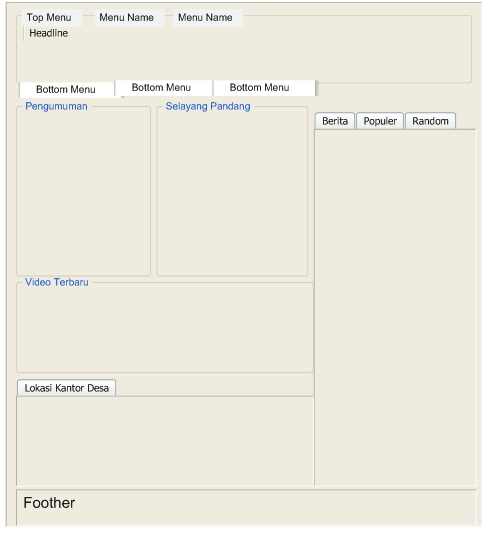 Top Menu Menu Name Menu Name
Headline
Bottom Menu Bottom Menu Bottom Menu
Pengumuman Selayang Pandang
Berita Populer Random
Video Terbaru
Lokasi Kantor Desa
Foother